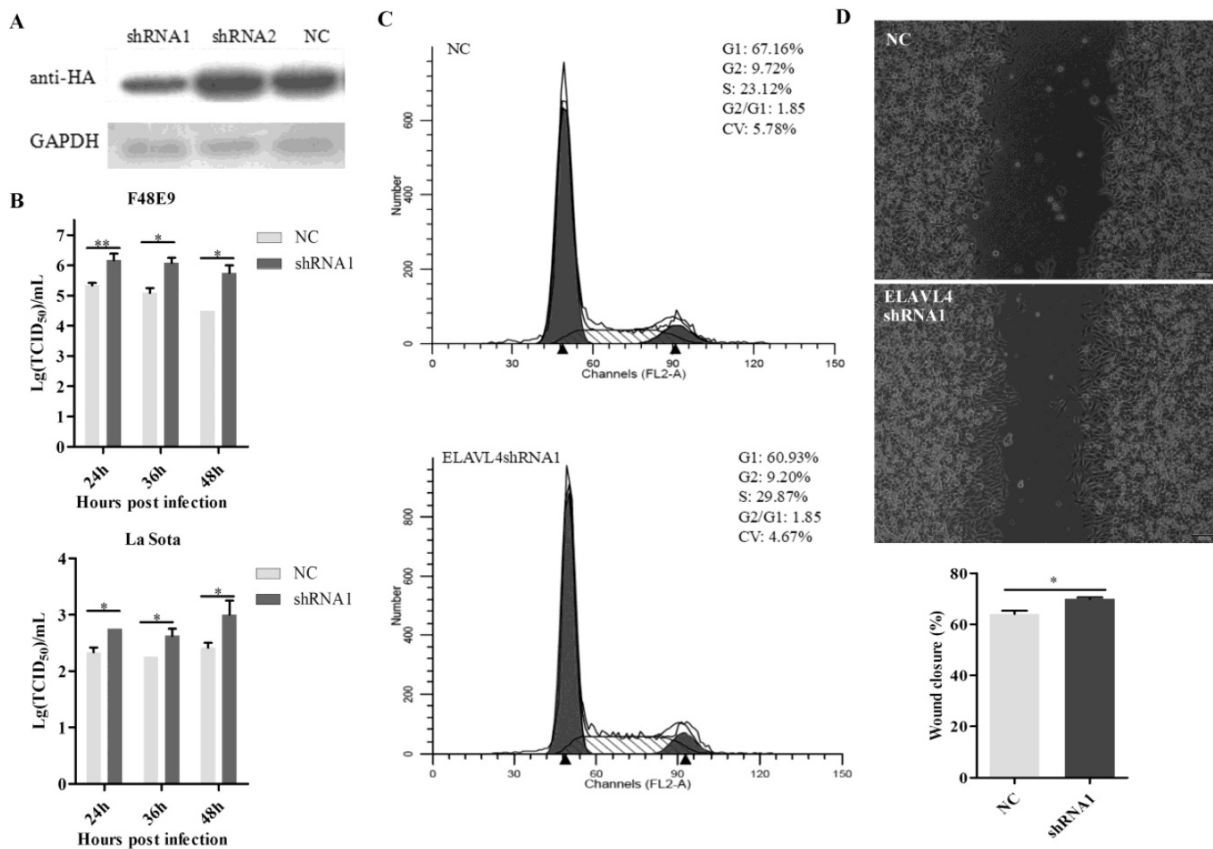 A
shRNA1 shRNA2 NC
anti-HA
GAPDH
B
F48E9
Lg(TCID50)/mL
7
6
5
4
3
2
1
0
** * *
NC
shRNA1
24h 36h 48h
Hours post infection
La Sota
Lg(TCID50)/mL
4
3
2
1
0
* * *
NC
shRNA1
24h 36h 48h
Hours post infection
C
NC
G1: 67.16%
G2: 9.72%
S: 23.12%
G2/G1: 1.85
CV: 5.78%
Number
600
400
200
0
0 30 60 90 120 150
Channels (FL2-A)
ELAVL4shRNA1
G1: 60.93%
G2: 9.20%
S: 29.87%
G2/G1: 1.85
CV: 4.67%
Number
800
600
400
200
0
0 30 60 90 120 150
Channels (FL2-A)
D
NC
ELAVL4
shRNA1
Wound closure (%)
80
60
40
20
0
*
NC shRNA1